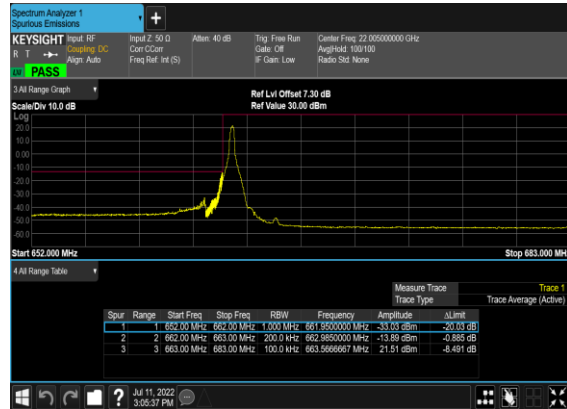 Spectrum Analyzer 1
Spurious Emissions
+
KEYSIGHT Input: RF Input Z: 50 Ω Atten: 40 dB Trig: Free Run Center Freq: 22.005000000 GHz
R T Coupling: DC Corr CCorr Gate: Off Avg|Hold: 100/100
Align: Auto Freq Ref: Int (S) IF Gain: Low Radio Std: None
PASS
3 All Range Graph
Ref Lvl Offset 7.30 dB
Scale/Div 10.0 dB Ref Value 30.00 dBm
Log
20.0
10.0
0.00
-10.0
-20.0
-30.0
-40.0
-50.0
-60.0
Start 652.000 MHz Stop 683.000 MH
4 All Range Table
Measure Trace Trace 1
Trace Type Trace Average (Active)
Spur Range Start Freq Stop Freq RBW Frequency Amplitude ΔLimit
1 1 652.00 MHz 662.00 MHz 1.000 MHz 661.9500000 MHz -33.03 dBm -20.03 dB
2 2 662.00 MHz 663.00 MHz 200.0 kHz 662.9850000 MHz -13.89 dBm -0.885 dB
3 3 663.00 MHz 683.00 MHz 100.0 kHz 663.5666667 MHz 21.51 dBm -8.491 dB
? Jul 11, 2022
3:05:37 PM